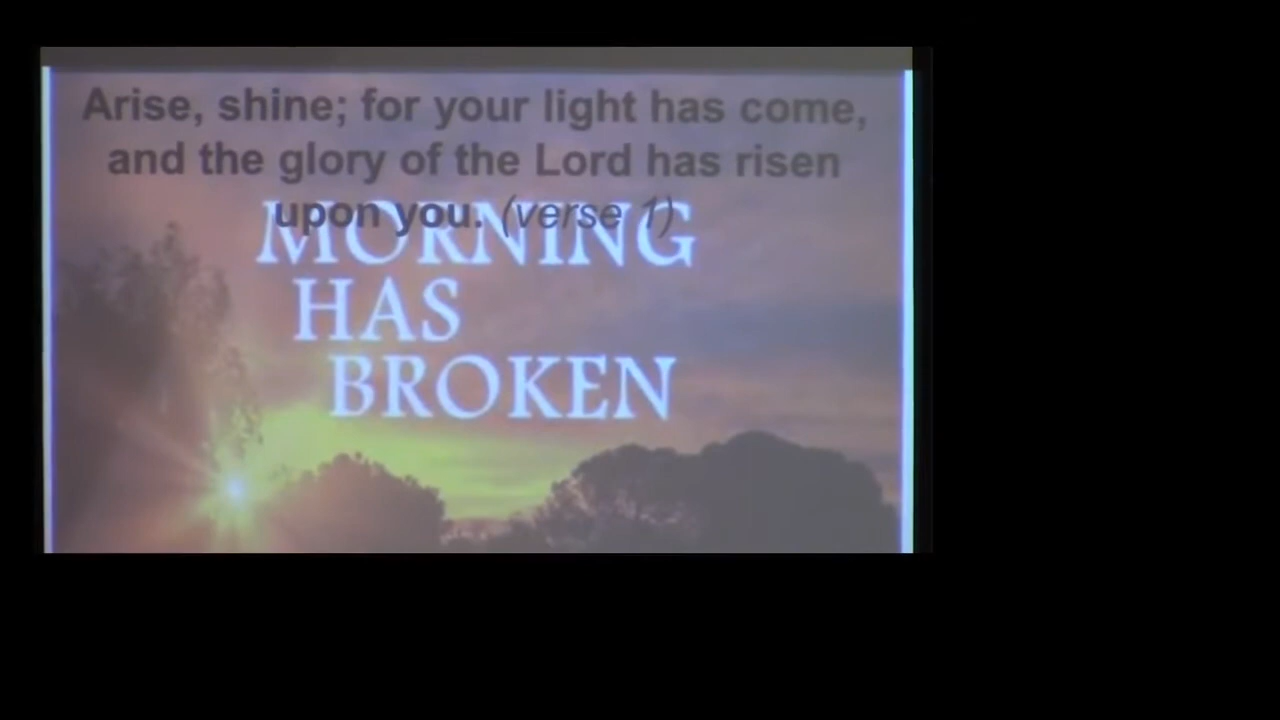 Arise, shine; for your light has come,
and the glory of the Lord has risen
upon you. (verse 1)
MORNING
HAS
BROKEN